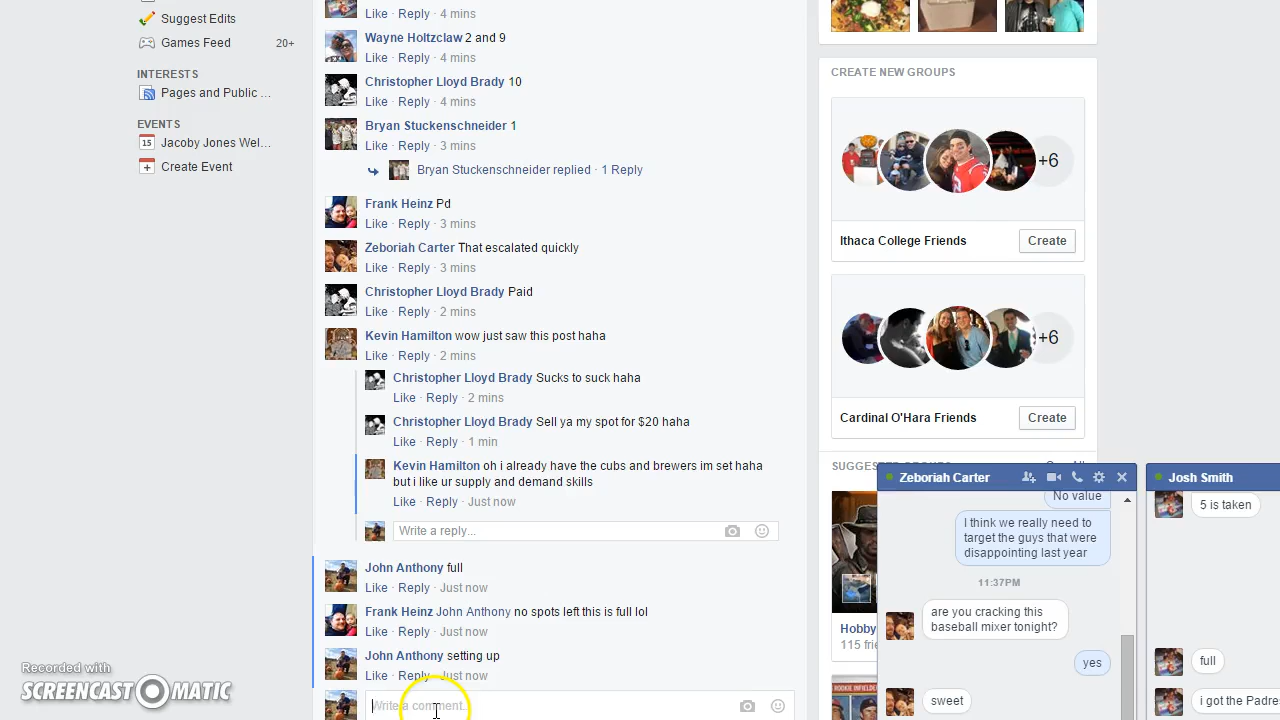 Suggest Edits
Games Feed 20+
INTERESTS
Pages and Public ...
EVENTS
15 Jacoby Jones Wel...
Create Event
Like · Reply · 4 mins
Wayne Holtzclaw 2 and 9
Like · Reply · 4 mins
Christopher Lloyd Brady 10
Like · Reply · 4 mins
Bryan Stuckenschneider 1
Like · Reply · 3 mins
Bryan Stuckenschneider replied · 1 Reply
Frank Heinz Pd
Like · Reply · 3 mins
Zeboriah Carter That escalated quickly
Like · Reply · 3 mins
Christopher Lloyd Brady Paid
Like · Reply · 2 mins
Kevin Hamilton wow just saw this post haha
Like · Reply · 2 mins
Christopher Lloyd Brady Sucks to suck haha
Like · Reply · 2 mins
Christopher Lloyd Brady Sell ya my spot for $20 haha
Like · Reply · 1 min
Kevin Hamilton oh i already have the cubs and brewers im set haha
but i like ur supply and demand skills
Like · Reply · Just now
Write a reply...
John Anthony full
Like · Reply · Just now
Frank Heinz John Anthony no spots left this is full lol
Like · Reply · Just now
John Anthony setting up
Like · Reply · Just now
Write a comment...
CREATE NEW GROUPS
+6
Ithaca College Friends Create
+6
Cardinal O'Hara Friends Create
Hobby
115 frie
ROOKIE INFIELDER
Zeboriah Carter
No value
I think we really need to
target the guys that were
disappointing last year
11:37PM
are you cracking this
baseball mixer tonight?
yes
sweet
Josh Smith
5 is taken
full
i got the Padre
Recorded with
SCREENCAST-O-MATIC